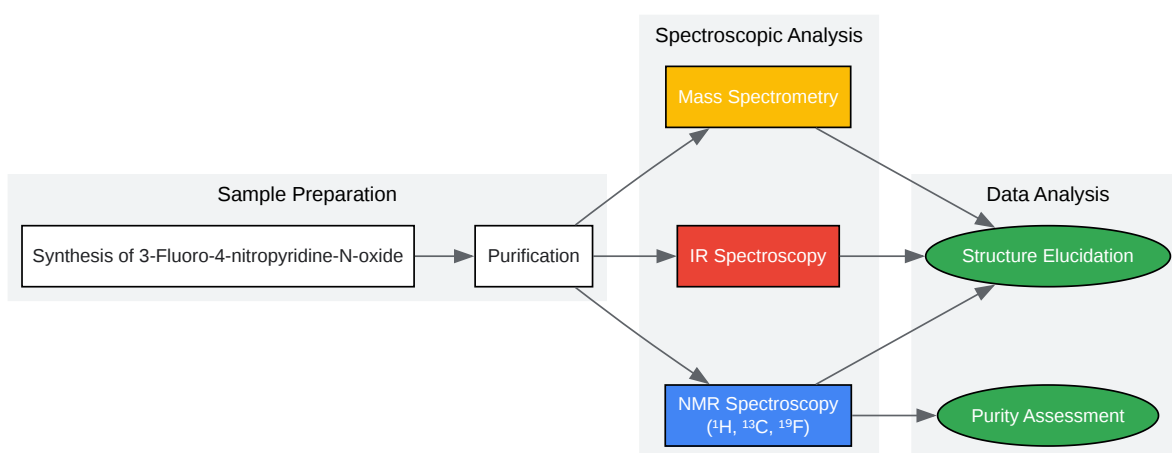 Spectroscopic Analysis
Mass Spectrometry
Sample Preparation
Data Analysis
Synthesis of 3-Fluoro-4-nitropyridine-N-oxide
Purification
IR Spectroscopy
Structure Elucidation
NMR Spectroscopy
(¹H, ¹³C, ¹⁹F)
Purity Assessment